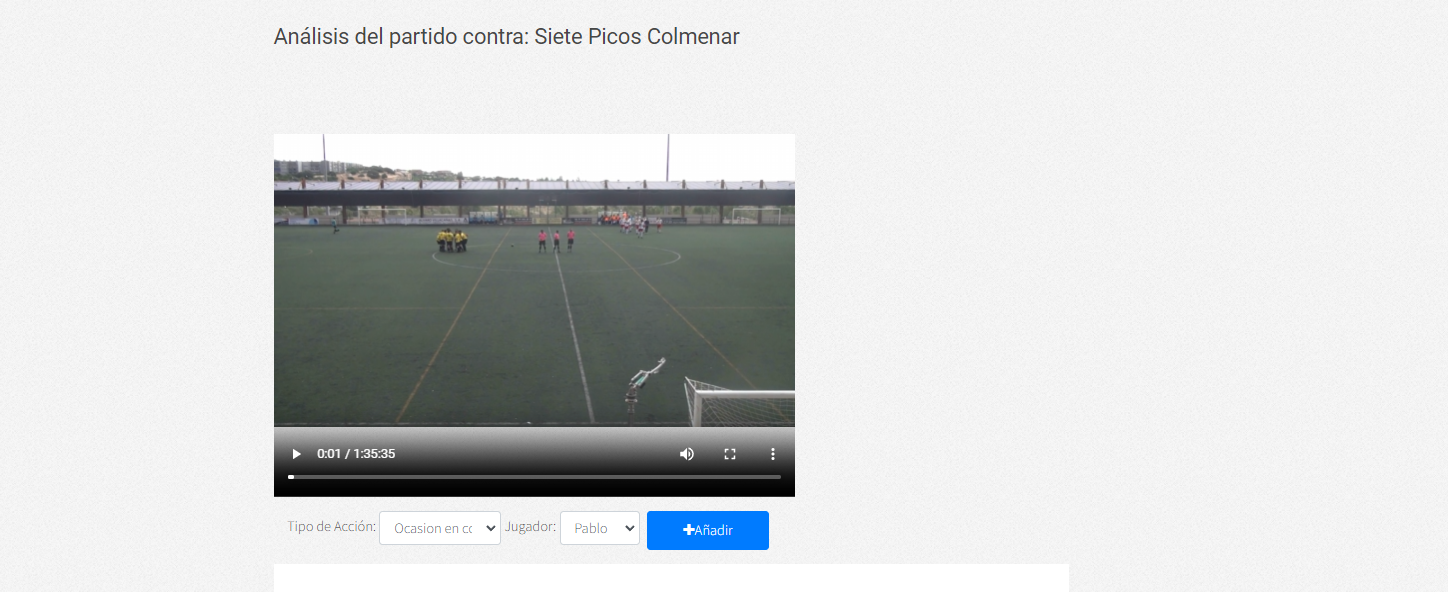 Análisis del partido contra: Siete Picos Colmenar
0:01 / 1:35:35
Tipo de Acción: Ocasion en cc Jugador: Pablo Añadir